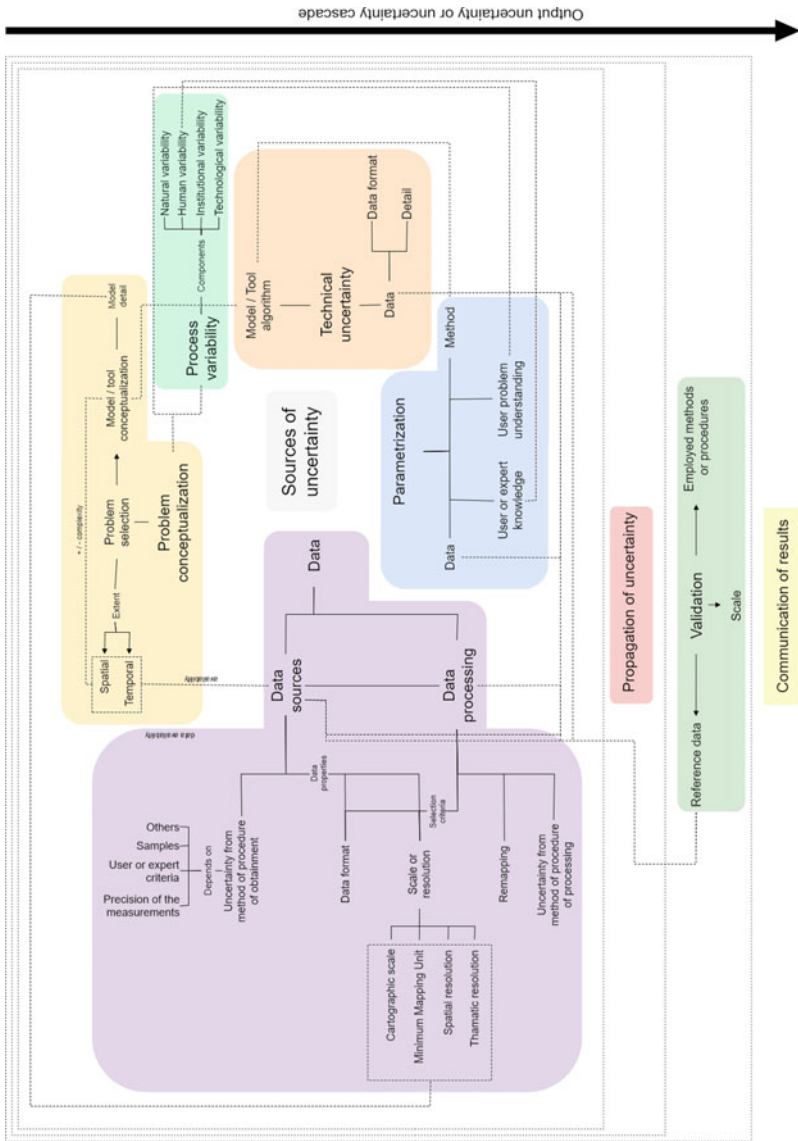 Output uncertainty or uncertainty cascade
Natural variability
Human variability
Institutional variability
Technological variability
Components
Process
variability
Model
detail
Model / tool
conceptualization
+ / - complexity
Problem
selection
Problem
conceptualization
Extent
Spatial
Temporal
availability
data availability
Model / Tool
algorithm
Technical
uncertainty
Data
Data format
Detail
Sources of
uncertainty
Parametrization
Method
User problem
understanding
User or expert
knowledge
Data
Data
Data
sources
Data
processing
Data
properties
Selection
criteria
Others
Samples
User or expert
criteria
Precision of the
measurements
Depends on
Uncertainty from
method of procedure
of obtainment
Data format
Scale or
resolution
Remapping
Uncertainty from
method of procedure
of processing
Cartographic scale
Minimum Mapping Unit
Spatial resolution
Thamatic resolution
Propagation of uncertainty
Employed methods
or procedures
Validation
Scale
Reference data
Communication of results